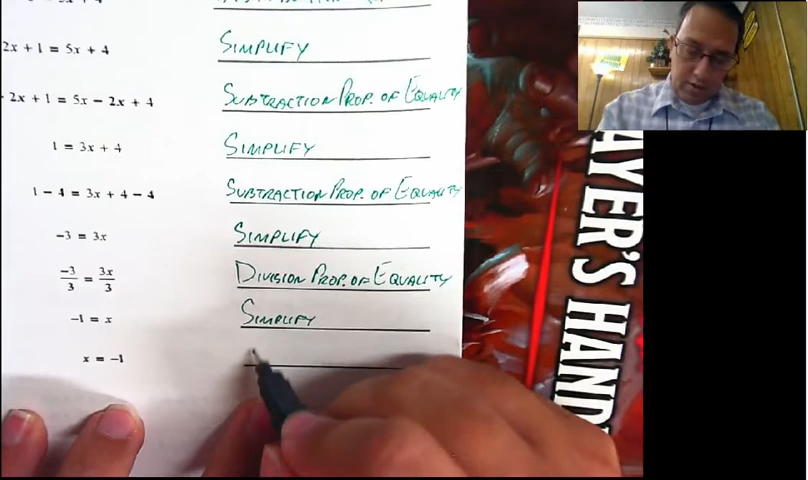 2x + 1 = 5x + 4 SIMPLIFY
- 2x + 1 = 5x - 2x + 4 SUBTRACTION PROP. OF EQUALITY
1 = 3x + 4 SIMPLIFY
1 - 4 = 3x + 4 - 4 SUBTRACTION PROP. OF EQUALITY
-3 = 3x SIMPLIFY
-3/3 = 3x/3 DIVISION PROP. OF EQUALITY
-1 = x SIMPLIFY
x = -1
AYER'S HAND